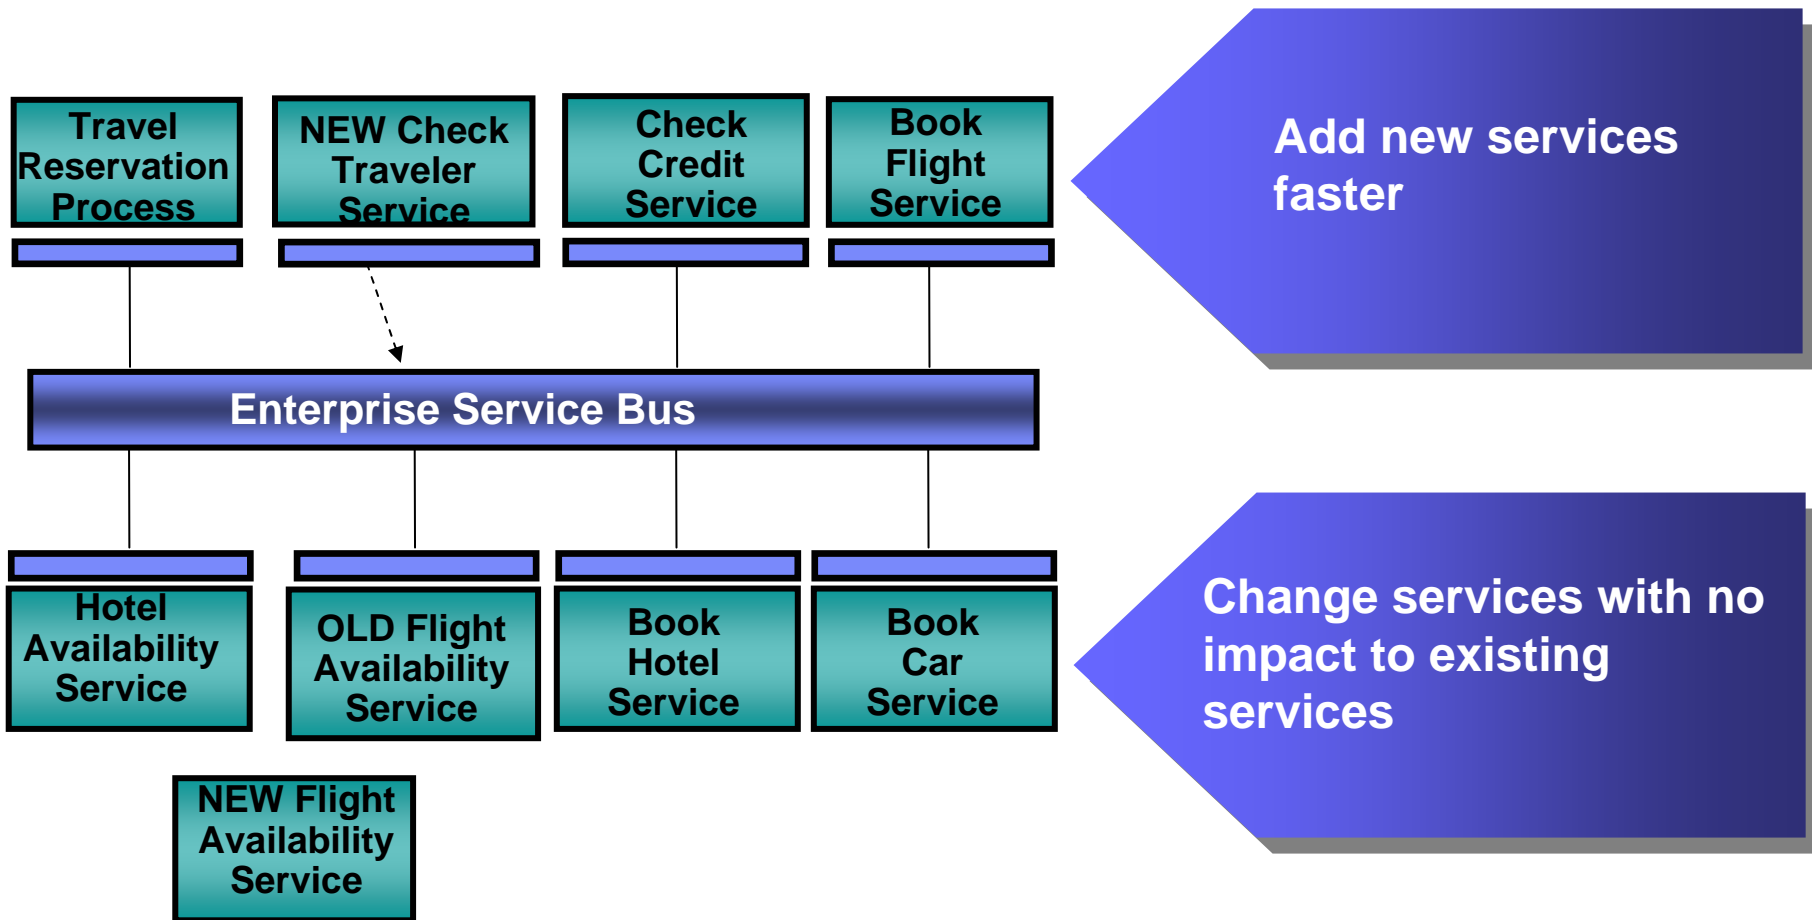 Travel
Reservation
Process
NEW Check
Traveler
Service
Check
Credit
Service
Book
Flight
Service
Add new services
faster
Enterprise Service Bus
Hotel
Availability
Service
OLD Flight
Availability
Service
Book
Hotel
Service
Book
Car
Service
Change services with no
impact to existing
services
NEW Flight
Availability
Service